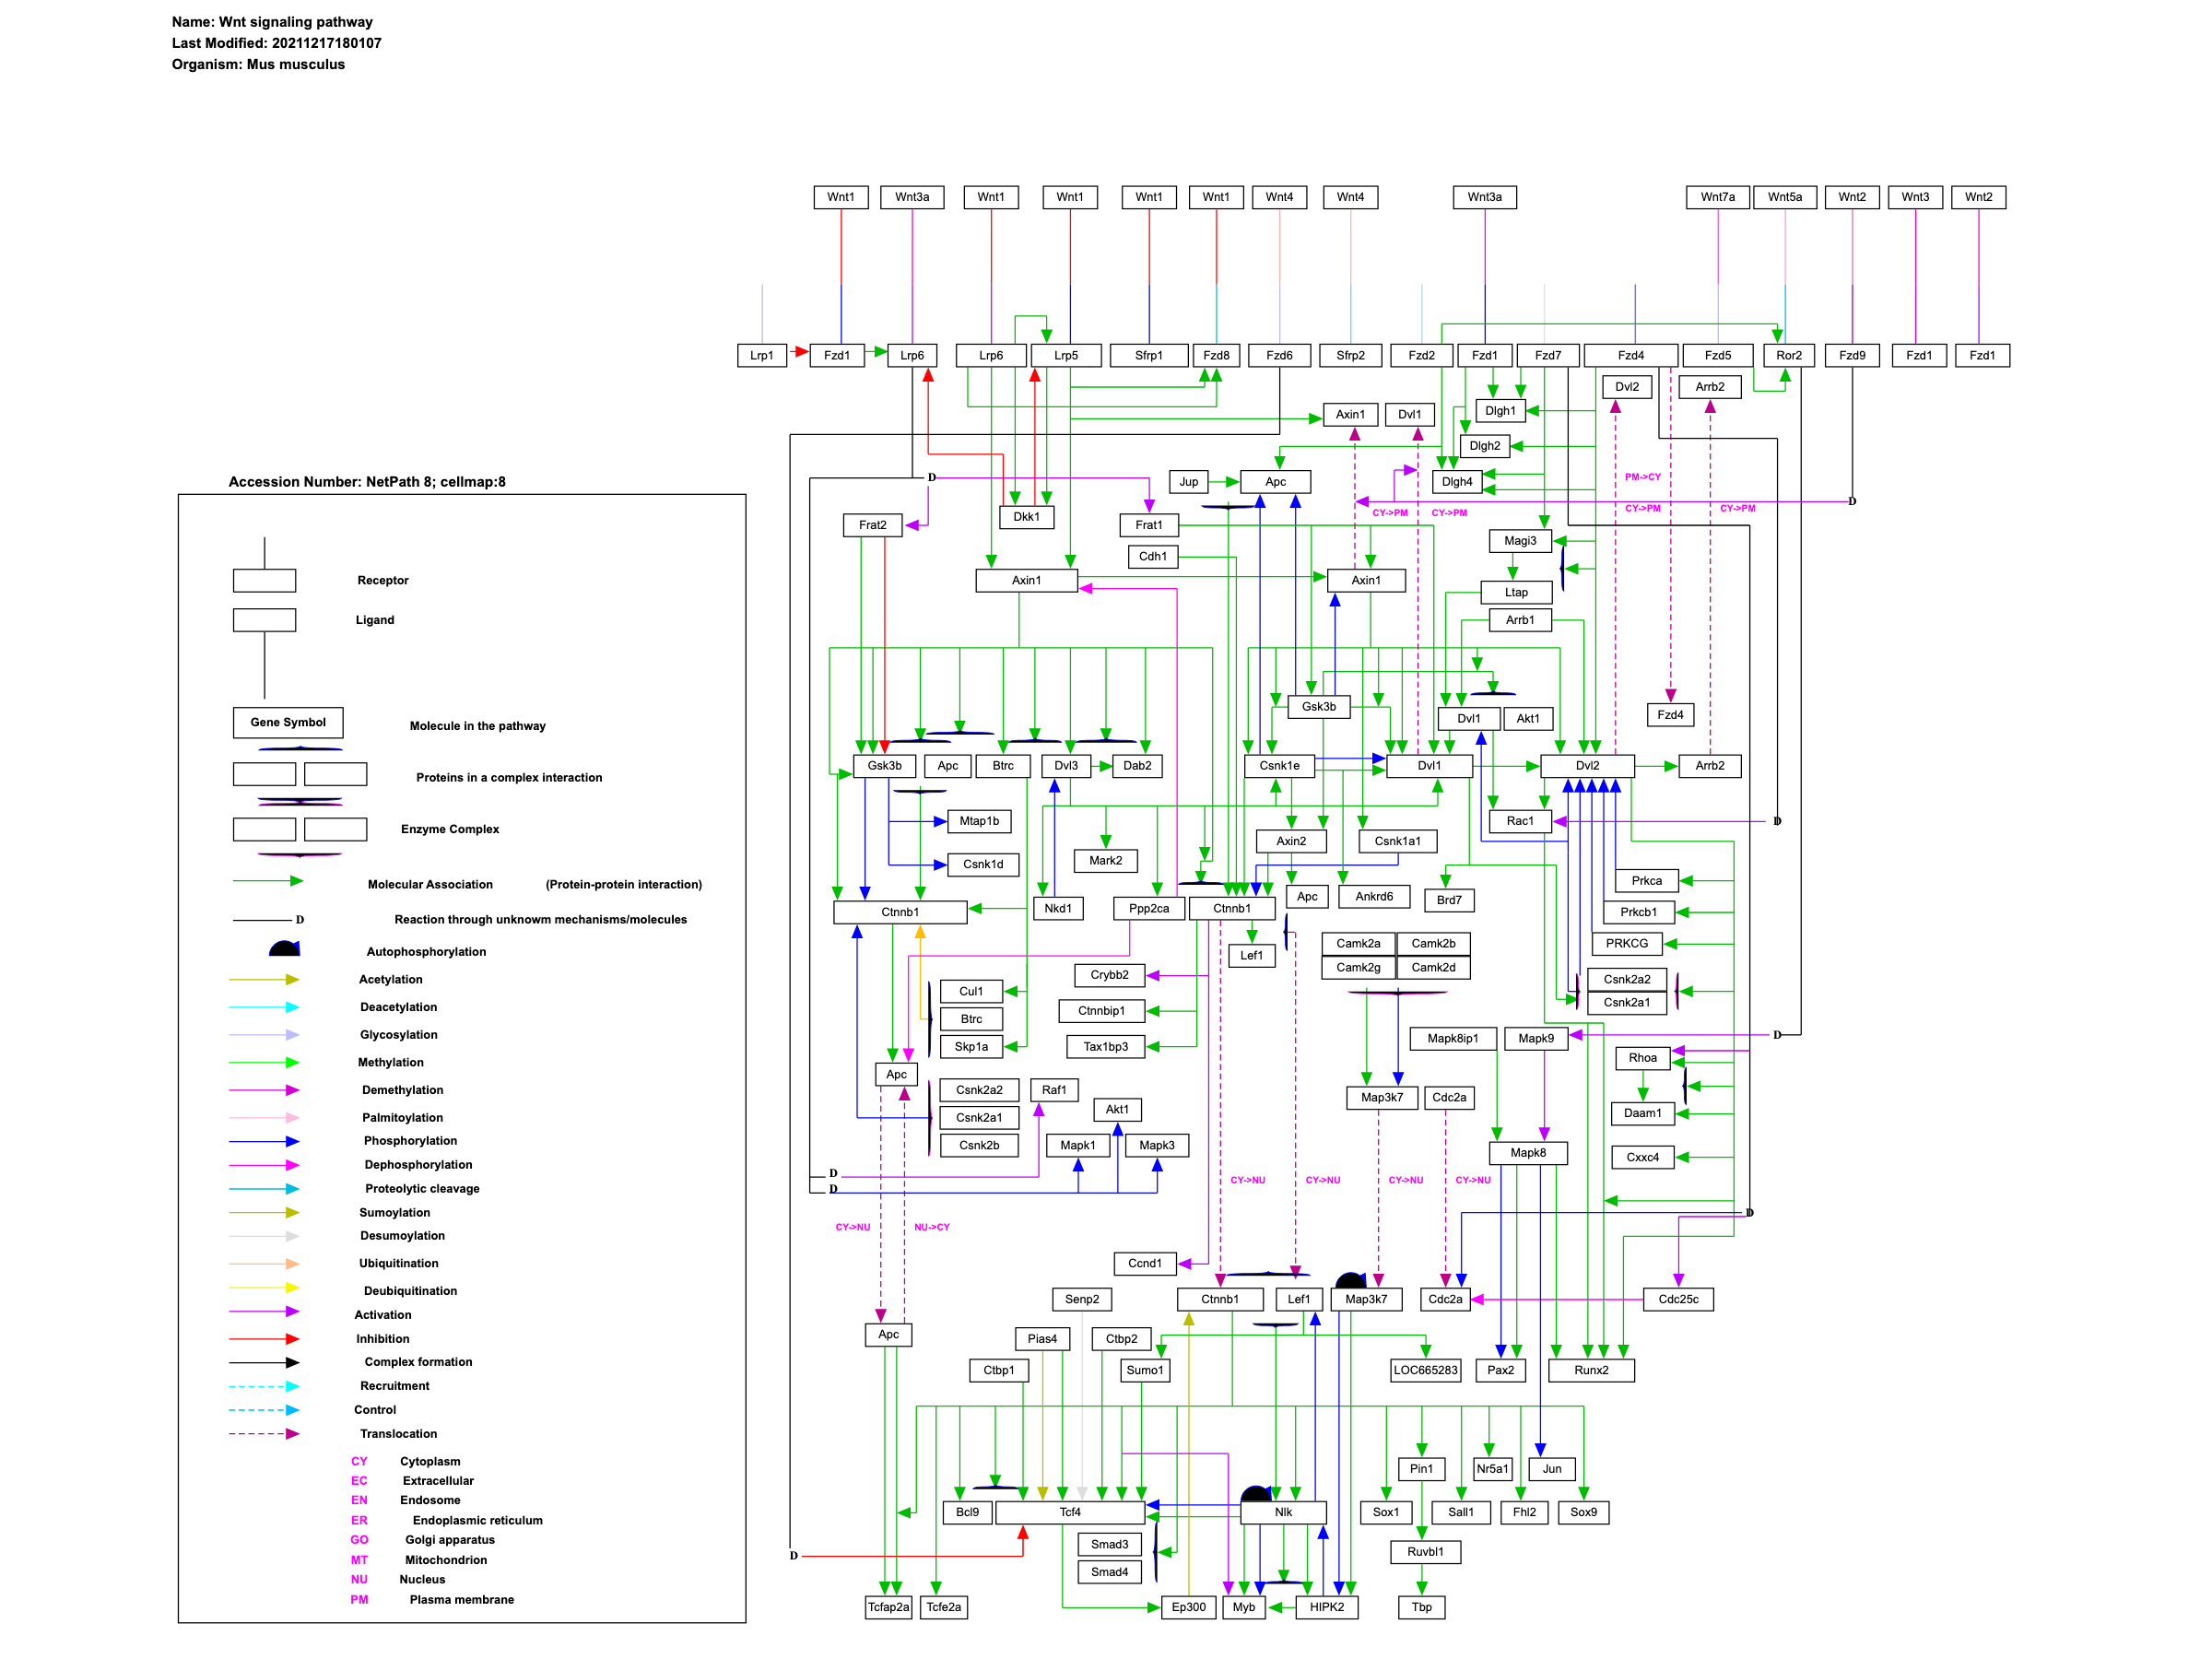 Name: Wnt signaling pathway
Last Modified: 20211217180107
Organism: Mus musculus
Wnt1 Wnt3a Wnt1 Wnt1 Wnt1 Wnt1 Wnt4 Wnt4 Wnt3a Wnt7a Wnt5a Wnt2 Wnt3 Wnt2
Lrp1 Fzd1 Lrp6 Lrp6 Lrp5 Sfrp1 Fzd8 Fzd6 Sfrp2 Fzd2 Fzd1 Fzd7 Fzd4 Fzd5 Ror2 Fzd9 Fzd1 Fzd1
Dvl2 Arrb2
Axin1 Dvl1 Dlgh1
Dlgh2
D Jup Apc Dlgh4 PM->CY
D
CY->PM CY->PM CY->PM CY->PM
Dkk1
Frat2 Frat1
Magi3
Cdh1
Axin1 Axin1
Ltap
Arrb1
Gsk3b Dvl1 Akt1 Fzd4
Gsk3b Apc Btrc Dvl3 Dab2 Csnk1e Dvl1 Dvl2 Arrb2
Mtap1b Rac1 D
Axin2 Csnk1a1
Mark2
Csnk1d
Prkca
Apc Ankrd6 Brd7
Ctnnb1 Nkd1 Ppp2ca Ctnnb1 Prkcb1
Lef1 Camk2a Camk2b PRKCG
Camk2g Camk2d
Crybb2 Csnk2a2
Cul1 Csnk2a1
Ctnnbip1
Btrc
Skp1a Tax1bp3 Mapk8ip1 Mapk9 D
Rhoa
Apc
Csnk2a2 Raf1 Map3k7 Cdc2a
Akt1 Daam1
Csnk2a1
Csnk2b Mapk1 Mapk3 Mapk8 Cxxc4
D
D
CY->NU CY->NU CY->NU CY->NU
D
CY->NU NU->CY
Ccnd1
Senp2 Ctnnb1 Lef1 Map3k7 Cdc2a Cdc25c
Apc Pias4 Ctbp2
Ctbp1 Sumo1 LOC665283 Pax2 Runx2
Pin1 Nr5a1 Jun
Bcl9 Tcf4 Nlk Sox1 Sall1 Fhl2 Sox9
Smad3
D Ruvbl1
Smad4
Tcfap2a Tcfe2a Ep300 Myb HIPK2 Tbp
Accession Number: NetPath 8; cellmap:8
Receptor
Ligand
Gene Symbol Molecule in the pathway
Proteins in a complex interaction
Enzyme Complex
Molecular Association (Protein-protein interaction)
D Reaction through unknowm mechanisms/molecules
Autophosphorylation
Acetylation
Deacetylation
Glycosylation
Methylation
Demethylation
Palmitoylation
Phosphorylation
Dephosphorylation
Proteolytic cleavage
Sumoylation
Desumoylation
Ubiquitination
Deubiquitination
Activation
Inhibition
Complex formation
Recruitment
Control
Translocation
CY Cytoplasm
EC Extracellular
EN Endosome
ER Endoplasmic reticulum
GO Golgi apparatus
MT Mitochondrion
NU Nucleus
PM Plasma membrane